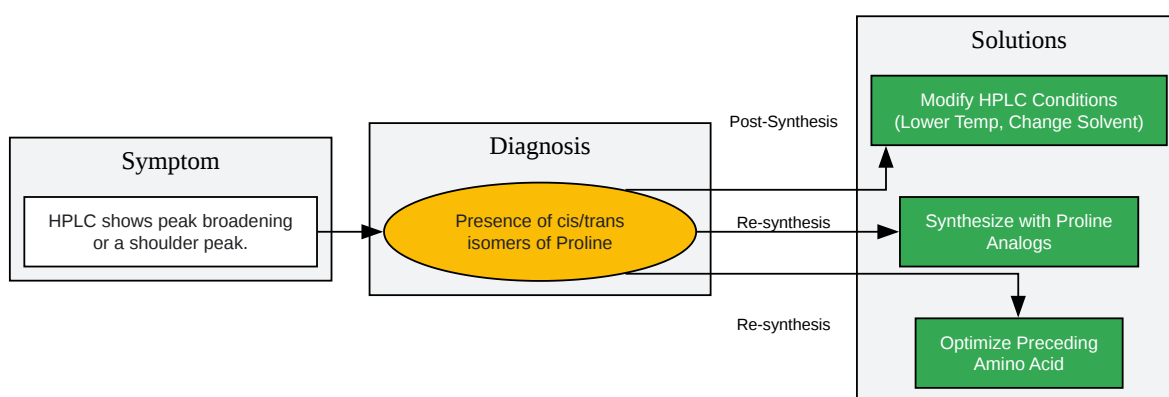 Symptom
HPLC shows peak broadening
or a shoulder peak.
Diagnosis
Presence of cis/trans
isomers of Proline
Post-Synthesis
Re-synthesis
Re-synthesis
Solutions
Modify HPLC Conditions
(Lower Temp, Change Solvent)
Synthesize with Proline
Analogs
Optimize Preceding
Amino Acid